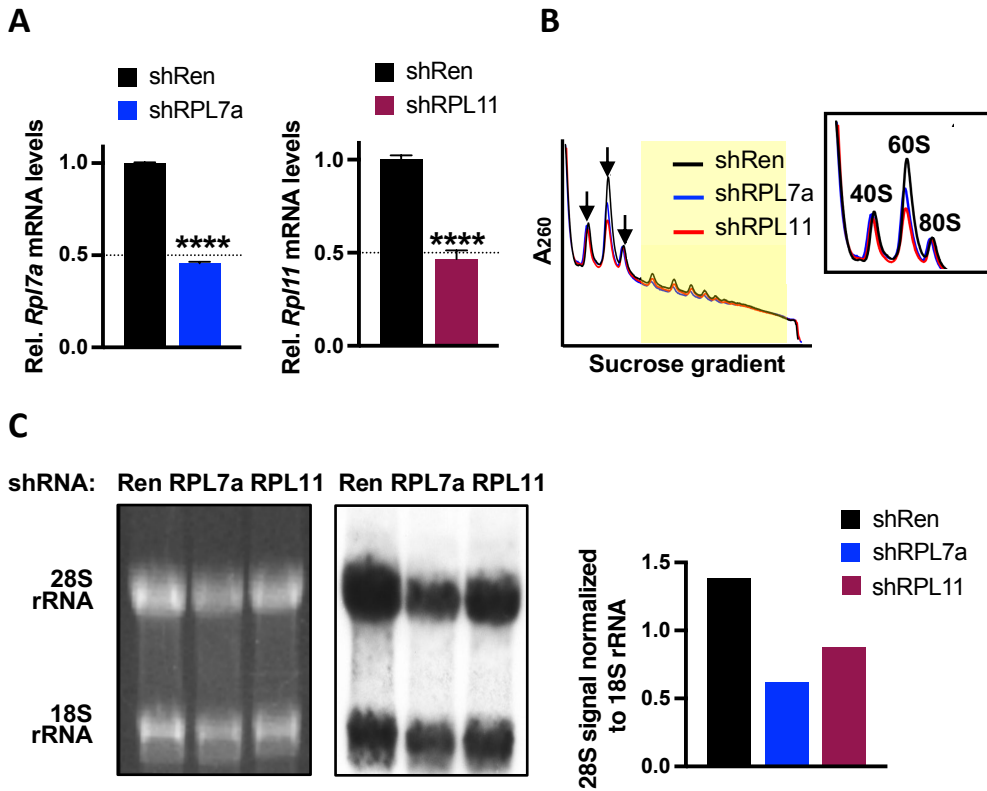 A
shRen
shRPL7a
Rel. Rpl7a mRNA levels
1.0
0.5
0.0
****
shRen
shRPL11
Rel. Rpl11 mRNA levels
1.0
0.5
0.0
****
B
A260
shRen
shRPL7a
shRPL11
Sucrose gradient
40S
60S
80S
C
shRNA: Ren RPL7a RPL11 Ren RPL7a RPL11
28S
rRNA
18S
rRNA
shRen
shRPL7a
shRPL11
28S signal normalized
to 18S rRNA
1.5
1.0
0.5
0.0